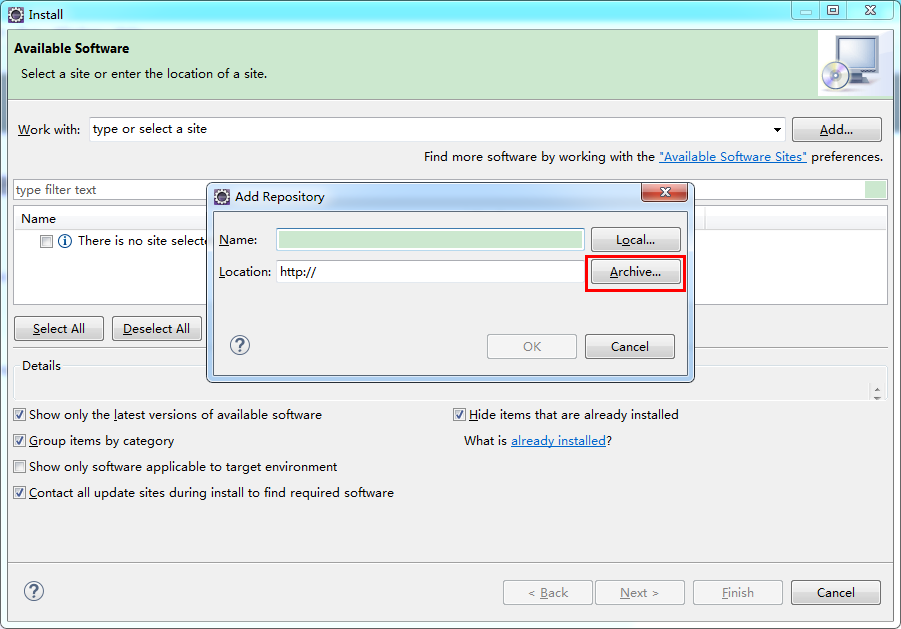 Install
Available Software
Select a site or enter the location of a site.
Work with: type or select a site Add...
Find more software by working with the "Available Software Sites" preferences.
type filter text
Name
There is no site
Add Repository
Name: Local...
Location: http:// Archive...
OK Cancel
Select All Deselect All
Details
Show only the latest versions of available software Hide items that are already installed
Group items by category What is already installed?
Show only software applicable to target environment
Contact all update sites during install to find required software
< Back Next > Finish Cancel